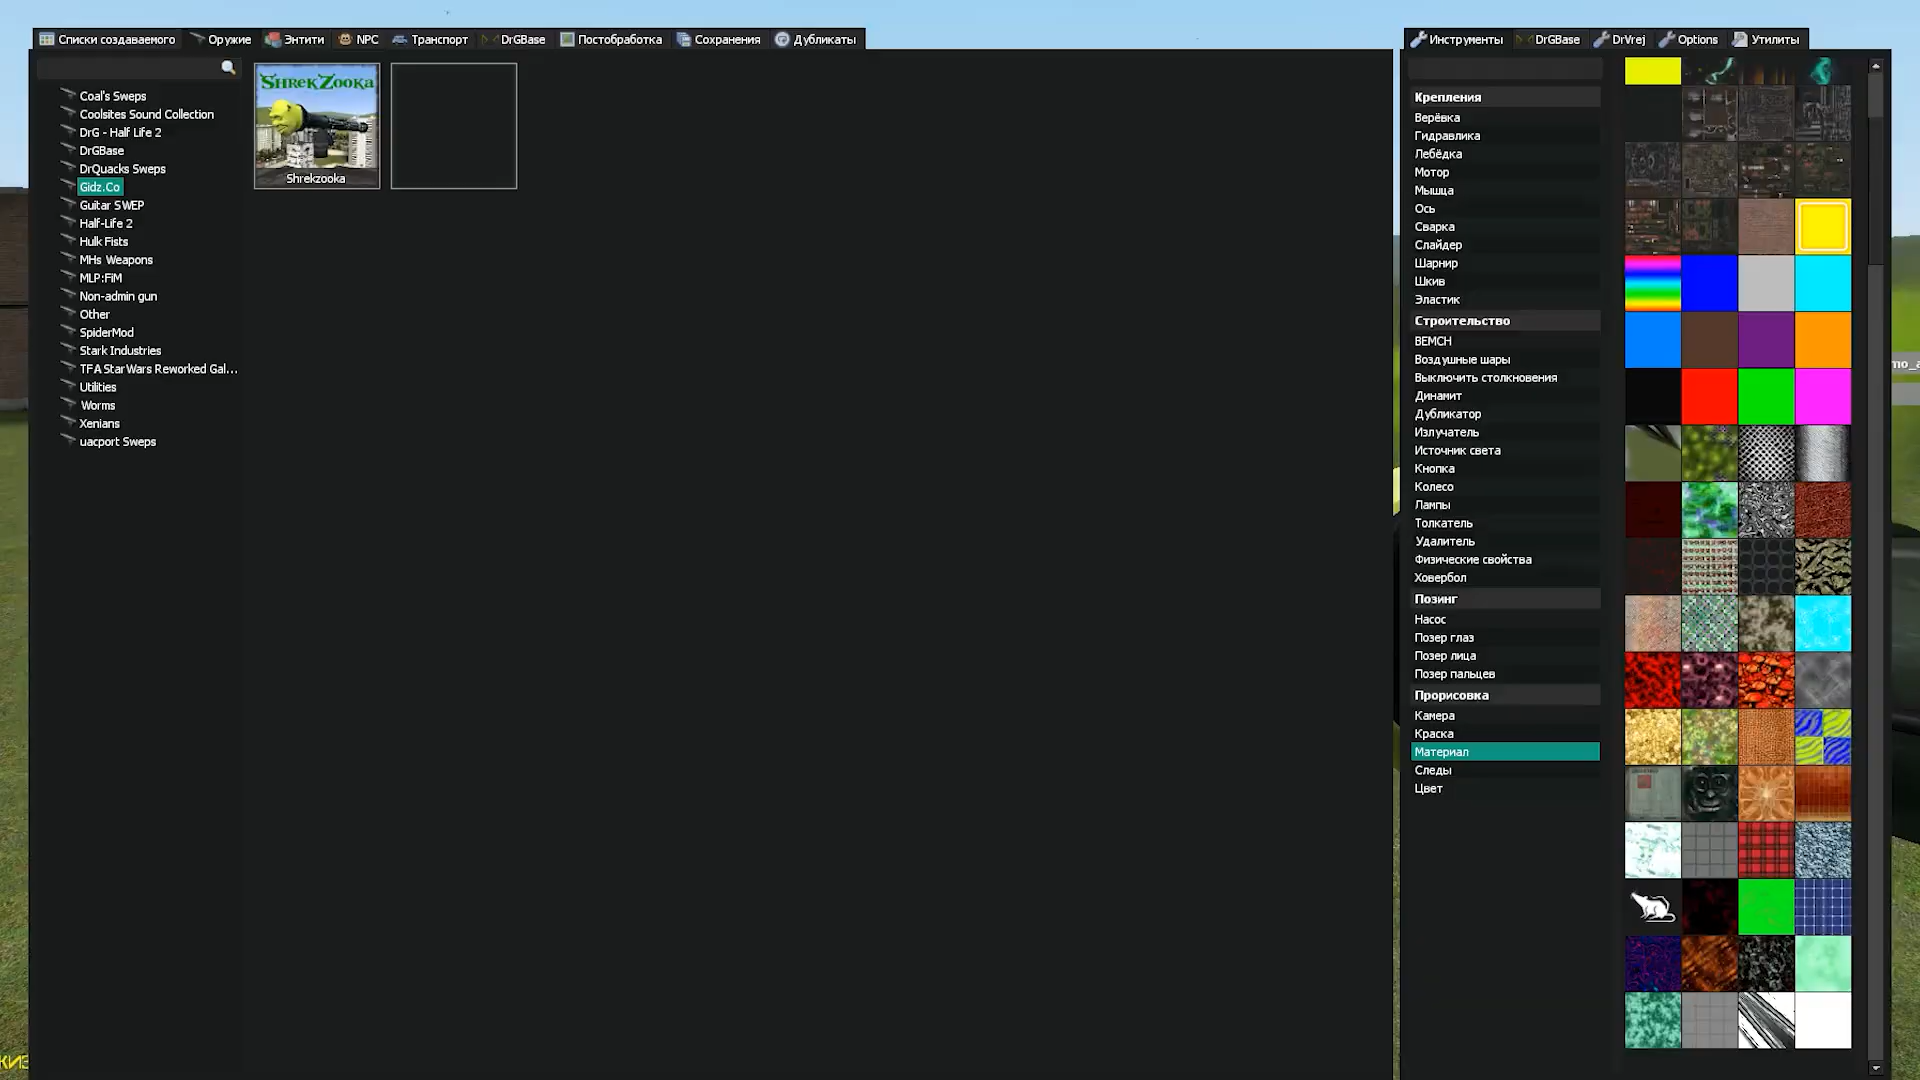 Списки создаваемого
Оружие
Энтити
NPC
Транспорт
DrGBase
Постобработка
Сохранения
Дубликаты
Coal's Sweps
Coolsites Sound Collection
DrG - Half Life 2
DrGBase
DrQuacks Sweps
Gidz.Co
Guitar SWEP
Half-Life 2
Hulk Fists
MHs Weapons
MLP:FiM
Non-admin gun
Other
SpiderMod
Stark Industries
TFA StarWars Reworked Gal...
Utilities
Worms
Xenians
uacport Sweps
SHREKZOOKA
Shrekzooka
Инструменты
DrGBase
DrVrej
Options
Утилиты
Крепления
Верёвка
Гидравлика
Лебёдка
Мотор
Мышца
Ось
Сварка
Слайдер
Шарнир
Шкив
Эластик
Строительство
BEMCH
Воздушные шары
Выключить столкновения
Динамит
Дубликатор
Излучатель
Источник света
Кнопка
Колесо
Лампы
Толкатель
Удалитель
Физические свойства
Ховербол
Позинг
Насос
Позер глаз
Позер лица
Позер пальцев
Прорисовка
Камера
Краска
Материал
Следы
Цвет